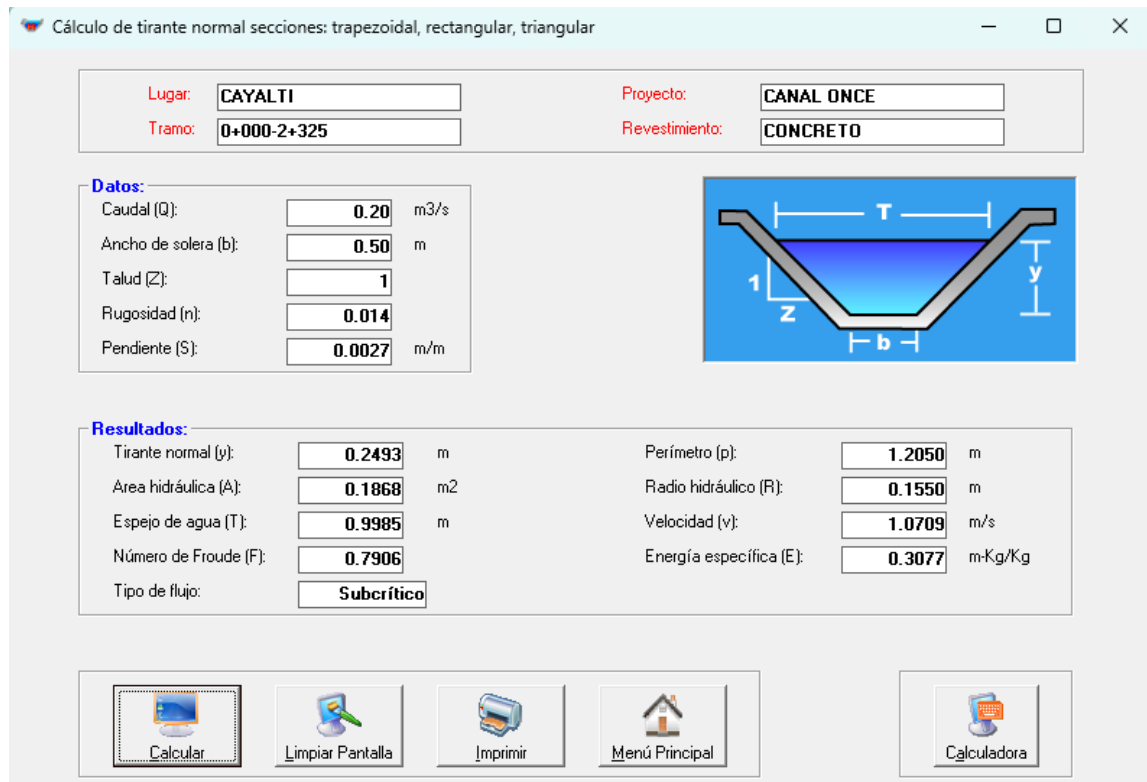 Cálculo de tirante normal secciones: trapezoidal, rectangular, triangular
Lugar: CAYALTI Proyecto: CANAL ONCE
Tramo: 0+000-2+325 Revestimiento: CONCRETO
Datos:
Caudal (Q): 0.20 m3/s
Ancho de solera (b): 0.50 m
Talud (Z): 1
Rugosidad (n): 0.014
Pendiente (S): 0.0027 m/m
T
y
1
Z
b
Resultados:
Tirante normal (y): 0.2493 m Perímetro (p): 1.2050 m
Area hidráulica (A): 0.1868 m2 Radio hidráulico (R): 0.1550 m
Espejo de agua (T): 0.9985 m Velocidad (v): 1.0709 m/s
Número de Froude (F): 0.7906 Energía específica (E): 0.3077 m-Kg/Kg
Tipo de flujo: Subcrítico
Calcular Limpiar Pantalla Imprimir Menú Principal Calculadora